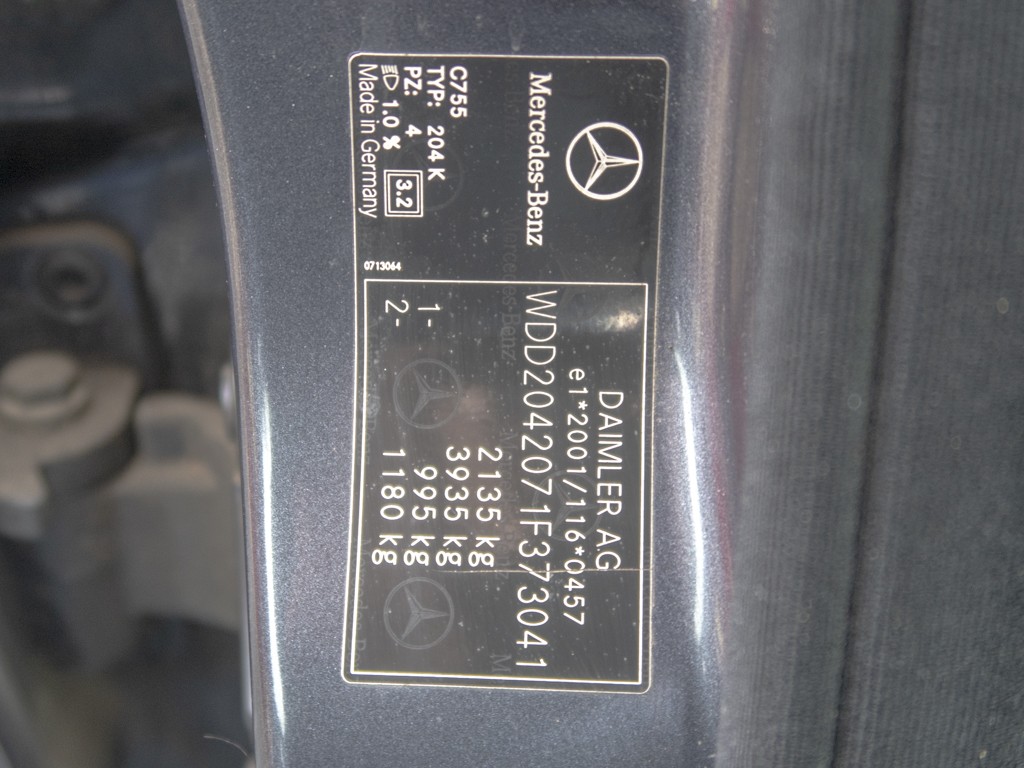 Mercedes-Benz
C755
TYP: 204 K
PZ: 4
1.0 %
3.2
Made in Germany
0713064
DAIMLER AG
e1*2001/116*0457
WDD2042071F373041
2135 kg
3935 kg
1- 995 kg
2- 1180 kg